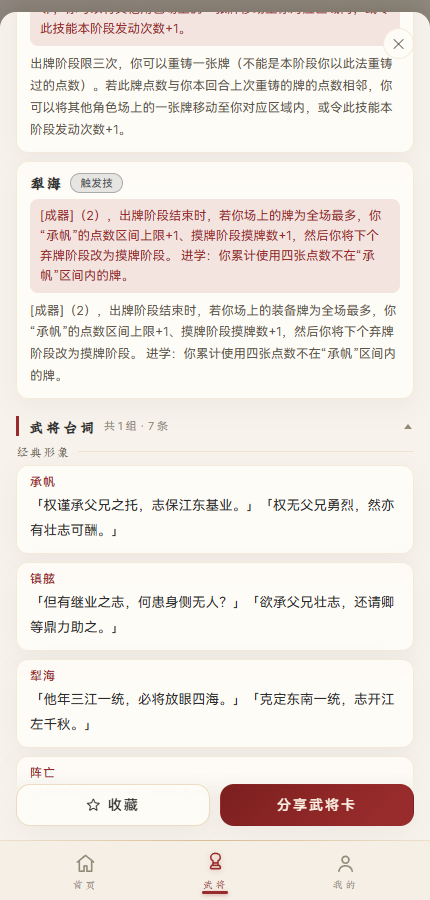 此技能本阶段发动次数+1。
出牌阶段限三次，你可以重铸一张牌（不能是本阶段你以此法重铸
过的点数）。若此牌点数与你本回合上次重铸的牌的点数相邻，你
可以将其他角色场上的一张牌移动至你对应区域内，或令此技能本
阶段发动次数+1。
犁海 触发技
[成器]（2），出牌阶段结束时，若你场上的牌为全场最多，你
“承帆”的点数区间上限+1、摸牌阶段摸牌数+1，然后你将下个
弃牌阶段改为摸牌阶段。 进学：你累计使用四张点数不在“承
帆”区间内的牌。
[成器]（2），出牌阶段结束时，若你场上的装备牌为全场最多，你
“承帆”的点数区间上限+1、摸牌阶段摸牌数+1，然后你将下个弃牌
阶段改为摸牌阶段。 进学：你累计使用四张点数不在“承帆”区间内
的牌。
武将台词 共1组·7条
经典形象
承帆
「权谨承父兄之托，志保江东基业。」「权无父兄勇烈，然亦
有壮志可酬。」
镇舷
「但有继业之志，何患身侧无人？」「欲承父兄壮志，还请卿
等鼎力助之。」
犁海
「他年三江一统，必将放眼四海。」「克定东南一统，志开江
左千秋。」
阵亡
收藏 分享武将卡
首页 武将 我的